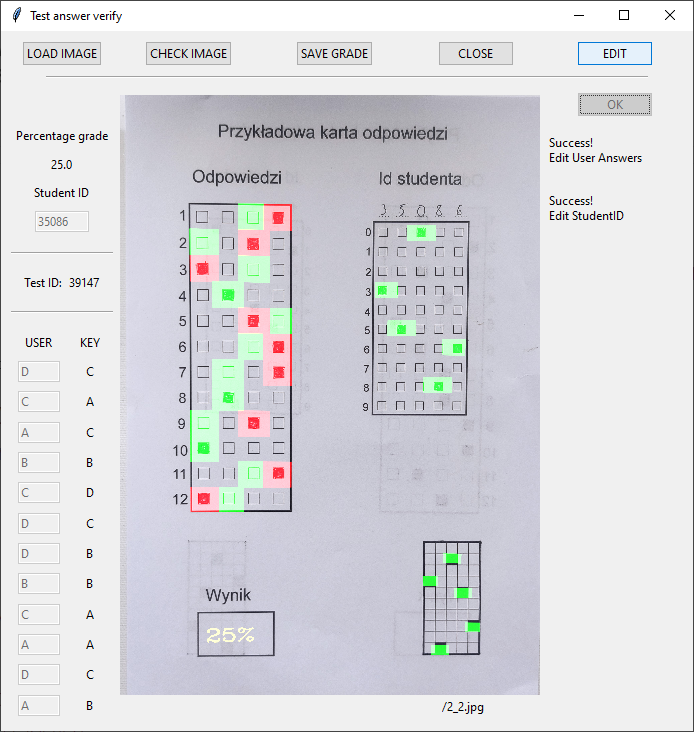 Test answer verify
LOAD IMAGE CHECK IMAGE SAVE GRADE CLOSE EDIT
OK
Percentage grade
25.0
Student ID
35086
Test ID: 39147
USER KEY
D C
C A
A C
B B
C D
D C
D B
B B
C A
A A
D C
A B
Przykładowa karta odpowiedzi
Odpowiedzi
1
2
3
4
5
6
7
8
9
10
11
12
Id studenta
3 5 0 8 6
0
1
2
3
4
5
6
7
8
9
Wynik
25%
/2_2.jpg
Success!
Edit User Answers
Success!
Edit StudentID